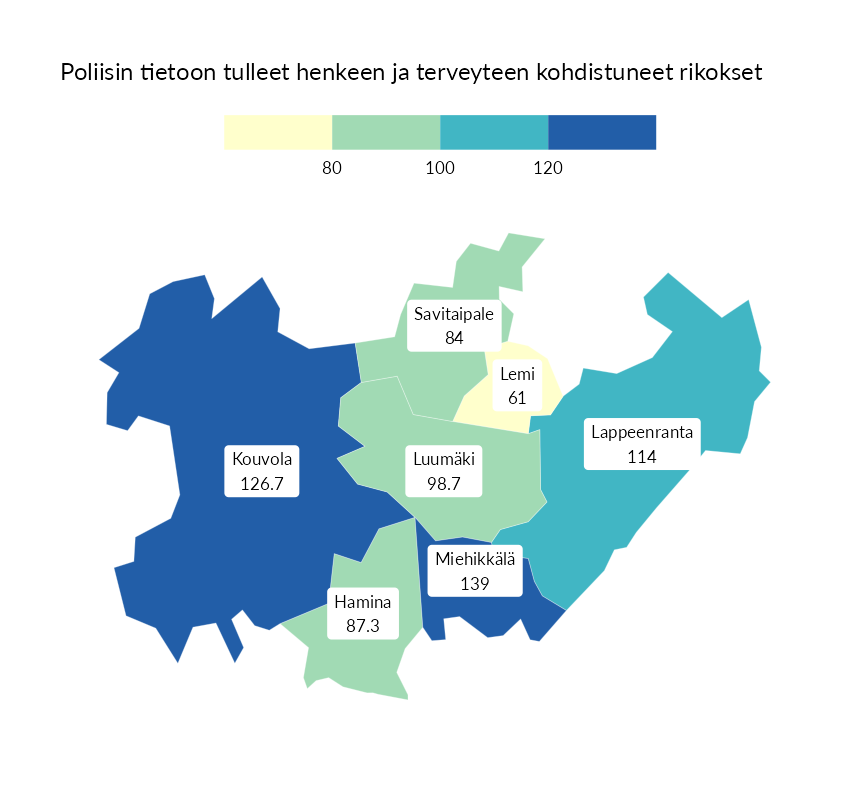 Poliisin tietoon tulleet henkeen ja terveyteen kohdistuneet rikokset
80 100 120
Savitaipale
84
Lemi
61
Lappeenranta
114
Kouvola
126.7
Luumäki
98.7
Miehikkälä
139
Hamina
87.3